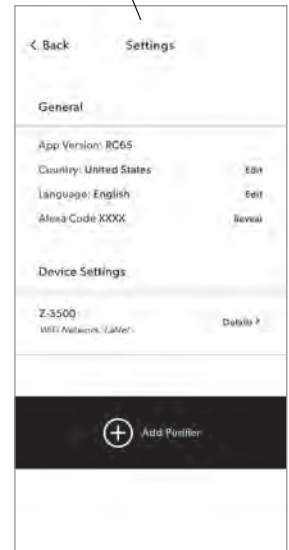 < Back Settings
General
App Version: RC65
Country: United States Edit
Language: English Edit
Alexa Code XXXX Reveal
Device Settings
Z-3500 Details >
WiFi Network:
Add Purifier